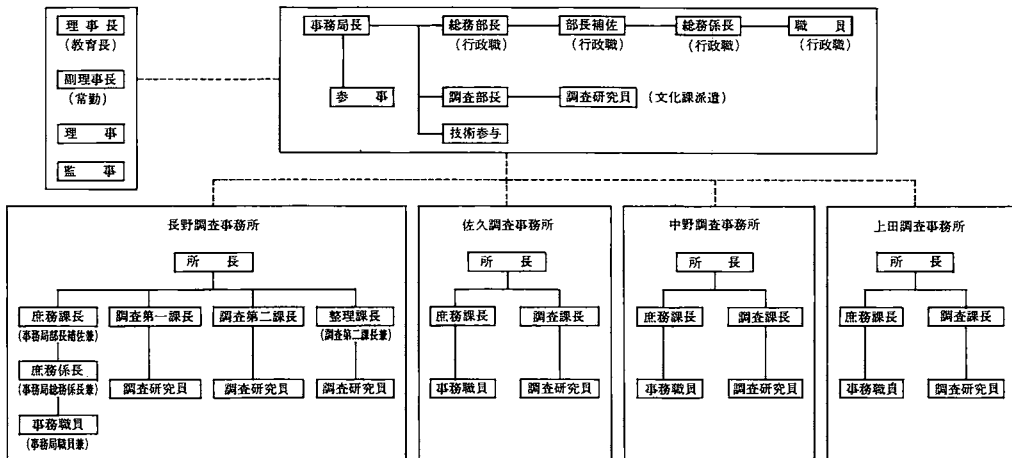 理事長
(教育長)
副理事長
(常勤)
理事
監事
事務局長 総務部長 部長補佐 総務係長 職員
(行政職) (行政職) (行政職) (行政職)
参事 調査部長 調査研究員 (文化課派遣)
技術参与
長野調査事務所
所長
庶務課長 調査第一課長 調査第二課長 整理課長
(事務局部長補佐兼) (調査第二課長兼)
庶務係長
(事務局総務係長兼)
調査研究員 調査研究員 調査研究員
事務職員
(事務局職員兼)
佐久調査事務所
所長
庶務課長 調査課長
事務職員 調査研究員
中野調査事務所
所長
庶務課長 調査課長
事務職員 調査研究員
上田調査事務所
所長
庶務課長 調査課長
事務職員 調査研究員